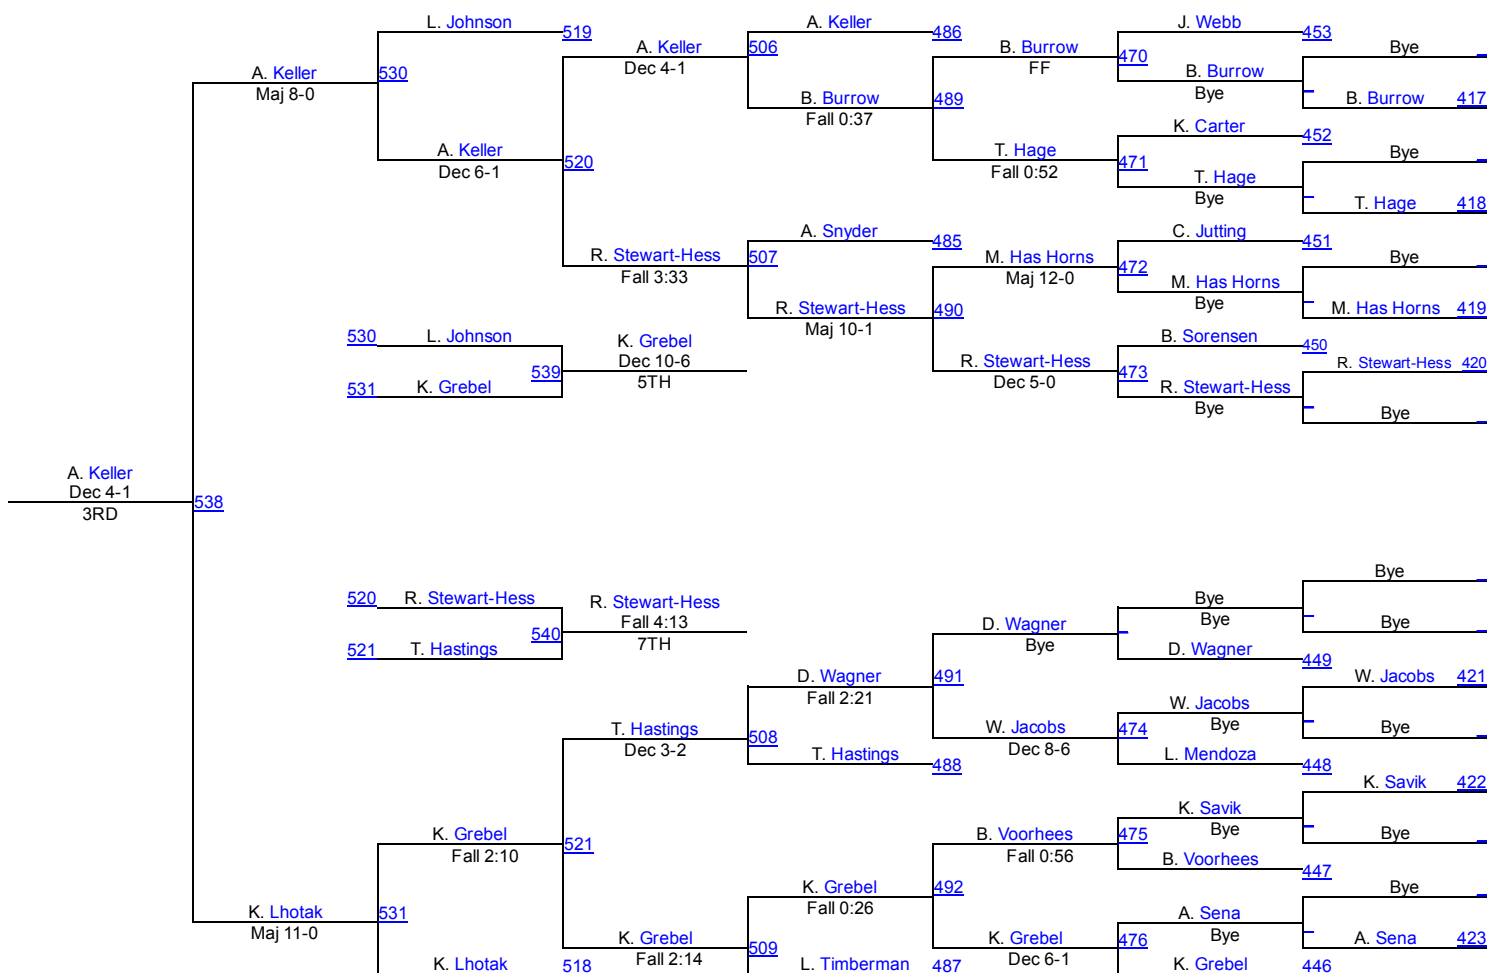 L. Johnson 519
A. Keller 486
J. Webb 453
A. Keller 506
Dec 4-1
B. Burrow 470
FF
Bye
A. Keller 530
Maj 8-0
B. Burrow
Bye
B. Burrow 489
Fall 0:37
B. Burrow 417
K. Carter 452
A. Keller 520
Dec 6-1
T. Hage 471
Fall 0:52
Bye
T. Hage
Bye
T. Hage 418
A. Snyder 485
C. Jutting 451
R. Stewart-Hess 507
Fall 3:33
M. Has Horns 472
Maj 12-0
Bye
M. Has Horns
Bye
R. Stewart-Hess 490
Maj 10-1
M. Has Horns 419
530 L. Johnson
K. Grebel
Dec 10-6
5TH
B. Sorensen 450
539
R. Stewart-Hess 473
Dec 5-0
R. Stewart-Hess 420
531 K. Grebel
R. Stewart-Hess
Bye
Bye
A. Keller
Dec 4-1
3RD
538
Bye
520 R. Stewart-Hess
R. Stewart-Hess
Fall 4:13
7TH
Bye
Bye
540
D. Wagner
Bye
Bye
521 T. Hastings
D. Wagner 449
D. Wagner 491
Fall 2:21
W. Jacobs 421
W. Jacobs
Bye
T. Hastings 508
Dec 3-2
W. Jacobs 474
Dec 8-6
Bye
T. Hastings 488
L. Mendoza 448
K. Savik 422
K. Savik
Bye
K. Grebel 521
Fall 2:10
B. Voorhees 475
Fall 0:56
Bye
B. Voorhees 447
K. Grebel 492
Fall 0:26
Bye
K. Lhotak 531
Maj 11-0
A. Sena
Bye
K. Grebel 509
Fall 2:14
K. Grebel 476
Dec 6-1
A. Sena 423
K. Lhotak 518
L. Timberman 487
K. Grebel 446